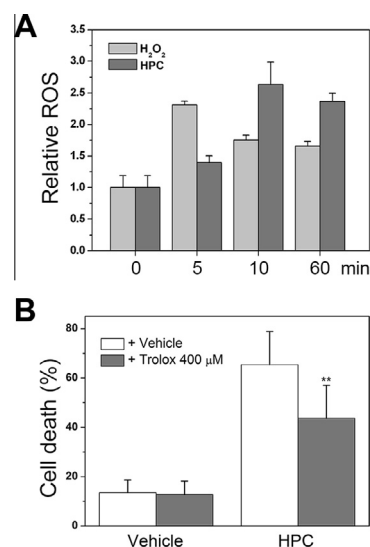 A
Relative ROS
3.5
3.0
2.5
2.0
1.5
1.0
0.5
0.0
H₂O₂
HPC
0 5 10 60 min
B
Cell death (%)
80
60
40
20
0
+ Vehicle
+ Trolox 400 μM
**
Vehicle HPC